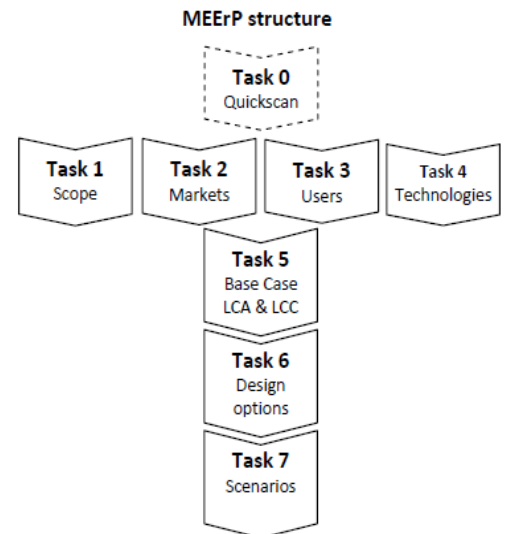 MEErP structure
Task 0
Quickscan
Task 1
Scope
Task 2
Markets
Task 3
Users
Task 4
Technologies
Task 5
Base Case
LCA & LCC
Task 6
Design
options
Task 7
Scenarios